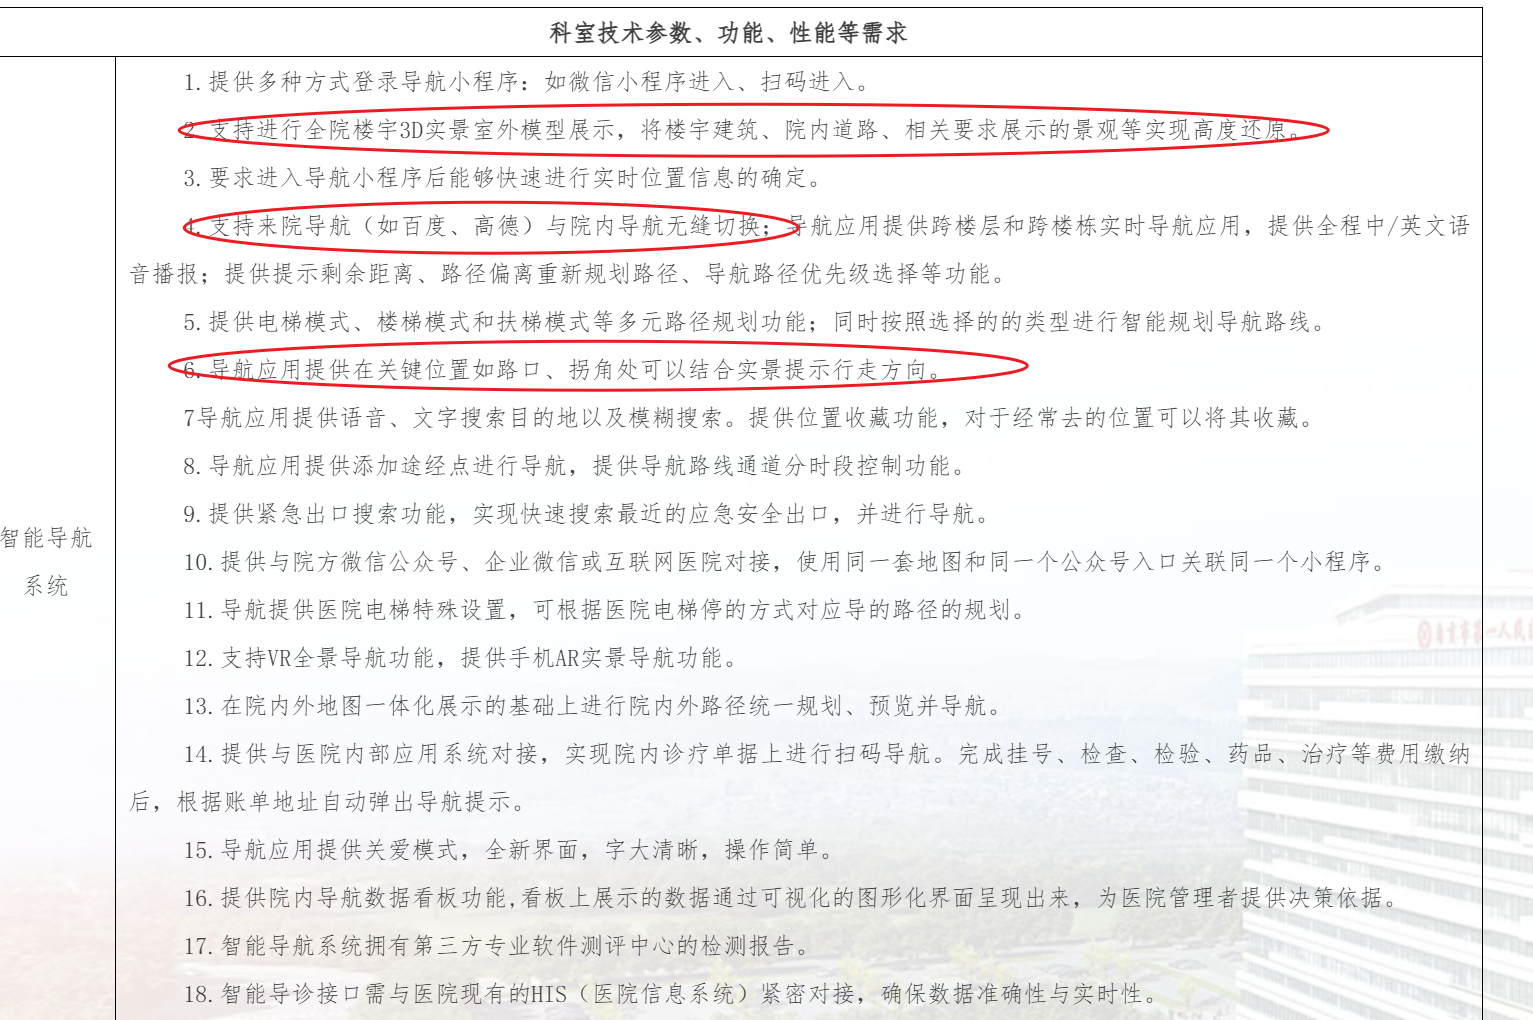 科室技术参数、功能、性能等需求
智能导航
系统
1.提供多种方式登录导航小程序：如微信小程序进入、扫码进入。
2.支持进行全院楼宇3D实景室外模型展示，将楼宇建筑、院内道路、相关要求展示的景观等实现高度还原。
3.要求进入导航小程序后能够快速进行实时位置信息的确定。
4.支持来院导航（如百度、高德）与院内导航无缝切换；导航应用提供跨楼层和跨楼栋实时导航应用，提供全程中/英文语
音播报；提供提示剩余距离、路径偏离重新规划路径、导航路径优先级选择等功能。
5.提供电梯模式、楼梯模式和扶梯模式等多元路径规划功能；同时按照选择的的类型进行智能规划导航路线。
6.导航应用提供在关键位置如路口、拐角处可以结合实景提示行走方向。
7导航应用提供语音、文字搜索目的地以及模糊搜索。提供位置收藏功能，对于经常去的位置可以将其收藏。
8.导航应用提供添加途经点进行导航，提供导航路线通道分时段控制功能。
9.提供紧急出口搜索功能，实现快速搜索最近的应急安全出口，并进行导航。
10.提供与院方微信公众号、企业微信或互联网医院对接，使用同一套地图和同一个公众号入口关联同一个小程序。
11.导航提供医院电梯特殊设置，可根据医院电梯停的方式对应导的路径的规划。
12.支持VR全景导航功能，提供手机AR实景导航功能。
13.在院内外地图一体化展示的基础上进行院内外路径统一规划、预览并导航。
14.提供与医院内部应用系统对接，实现院内诊疗单据上进行扫码导航。完成挂号、检查、检验、药品、治疗等费用缴纳
后，根据账单地址自动弹出导航提示。
15.导航应用提供关爱模式，全新界面，字大清晰，操作简单。
16.提供院内导航数据看板功能,看板上展示的数据通过可视化的图形化界面呈现出来，为医院管理者提供决策依据。
17.智能导航系统拥有第三方专业软件测评中心的检测报告。
18.智能导诊接口需与医院现有的HIS（医院信息系统）紧密对接，确保数据准确性与实时性。